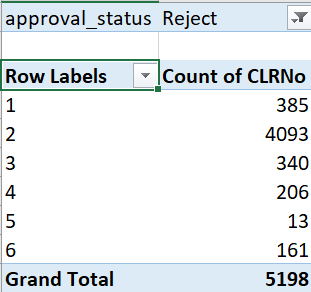 approval_status Reject
Row Labels Count of CLRNo
1 385
2 4093
3 340
4 206
5 13
6 161
Grand Total 5198